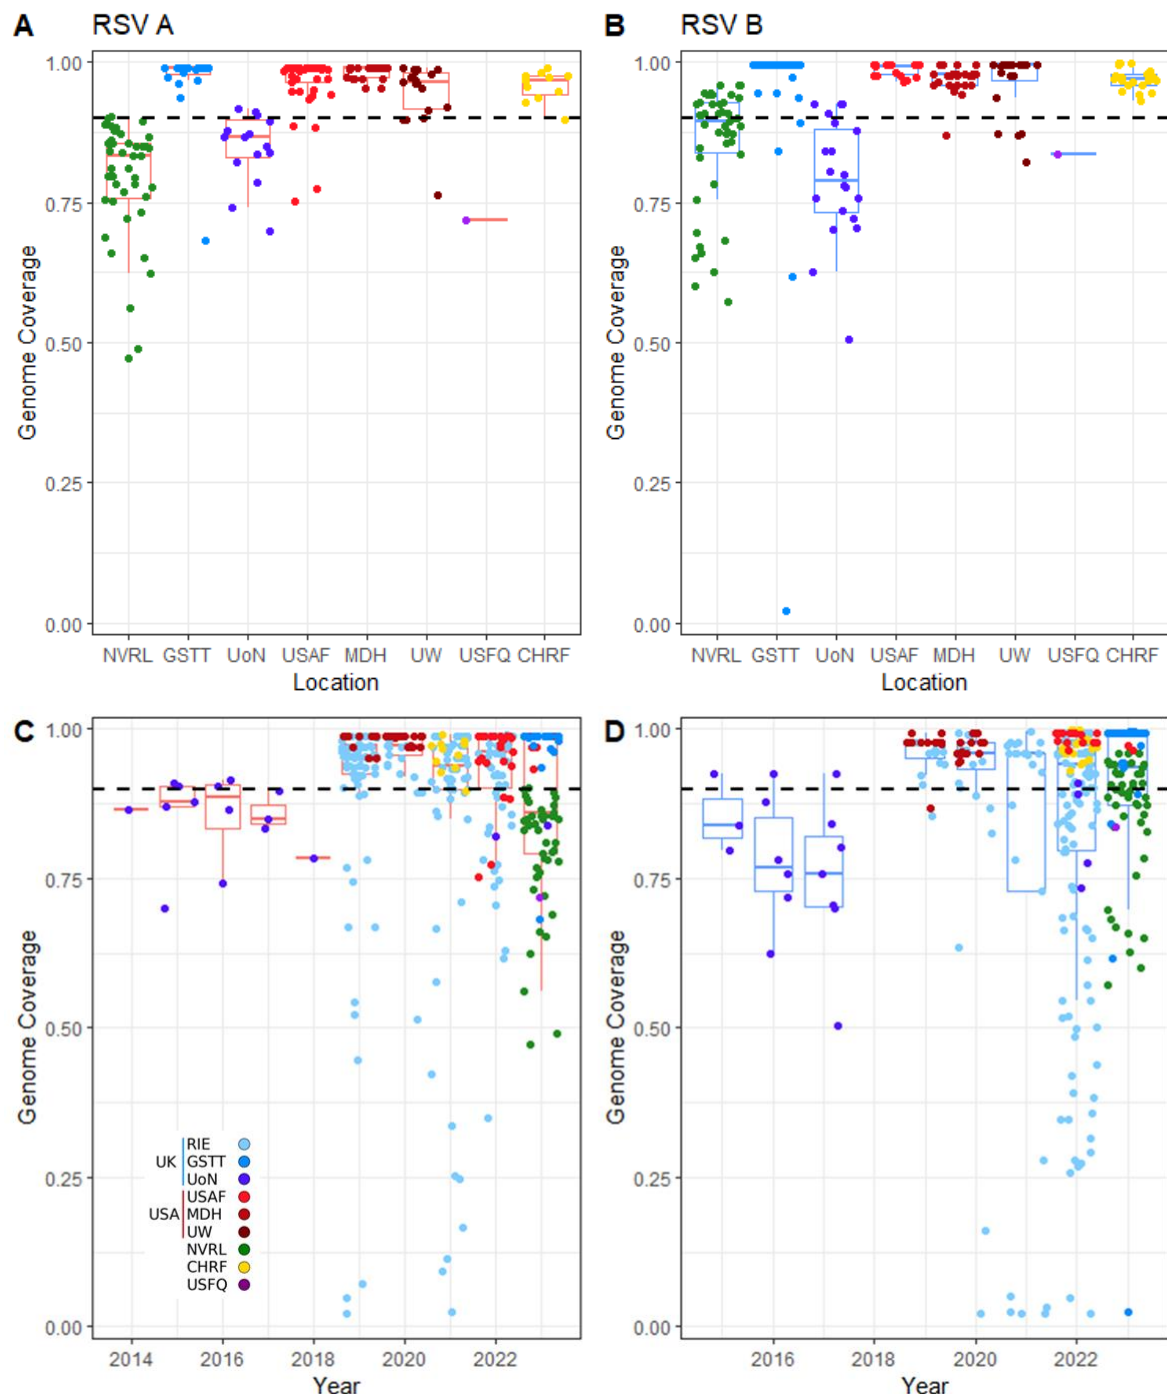 A RSV A
B RSV B
Genome Coverage
1.00
0.75
0.50
0.25
0.00
NVRL GSTT UoN USAF MDH UW USFQ CHRF
Location
Genome Coverage
1.00
0.75
0.50
0.25
0.00
NVRL GSTT UoN USAF MDH UW USFQ CHRF
Location
C
Genome Coverage
1.00
0.75
0.50
0.25
0.00
UK
RIE
GSTT
UoN
USA
USAF
MDH
UW
NVRL
CHRF
USFQ
2014 2016 2018 2020 2022
Year
D
Genome Coverage
1.00
0.75
0.50
0.25
0.00
2016 2018 2020 2022
Year